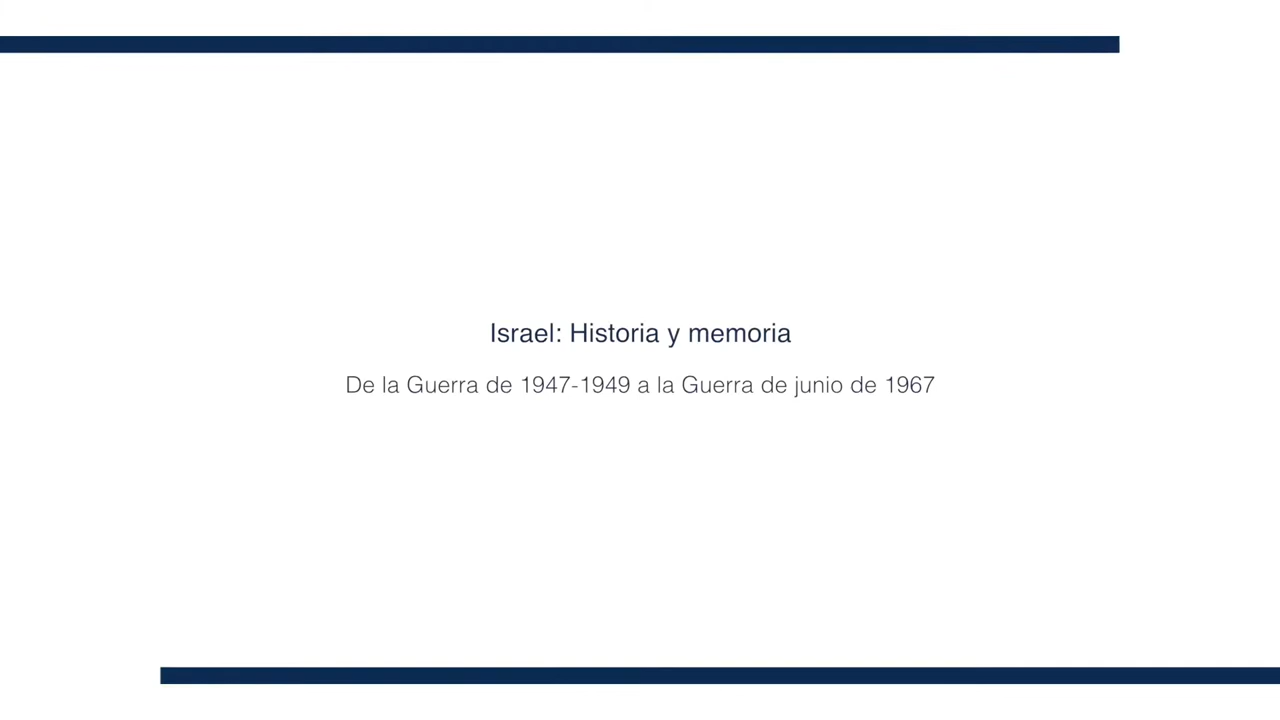 Israel: Historia y memoria
De la Guerra de 1947-1949 a la Guerra de junio de 1967